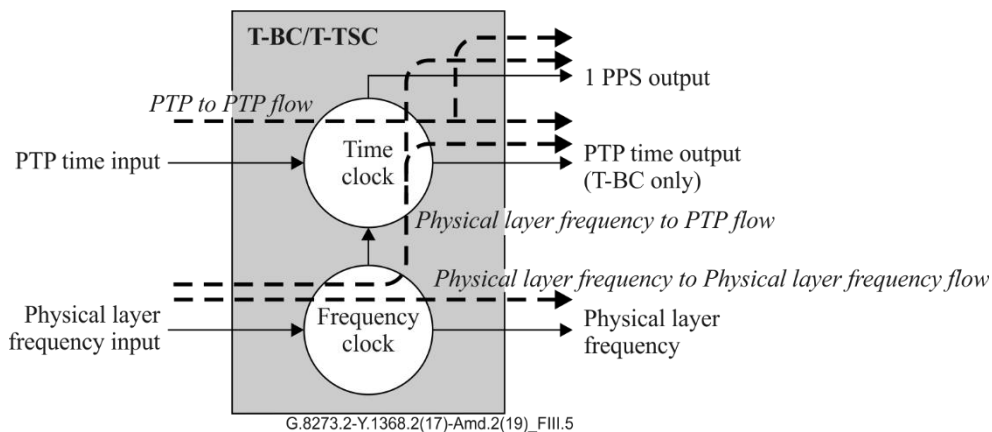 T-BC/T-TSC
1 PPS output
PTP to PTP flow
PTP time input
Time
clock
PTP time output
(T-BC only)
Physical layer frequency to PTP flow
Physical layer frequency to Physical layer frequency flow
Physical layer
frequency input
Frequency
clock
Physical layer
frequency
G.8273.2-Y.1368.2(17)-Amd.2(19)_FIII.5